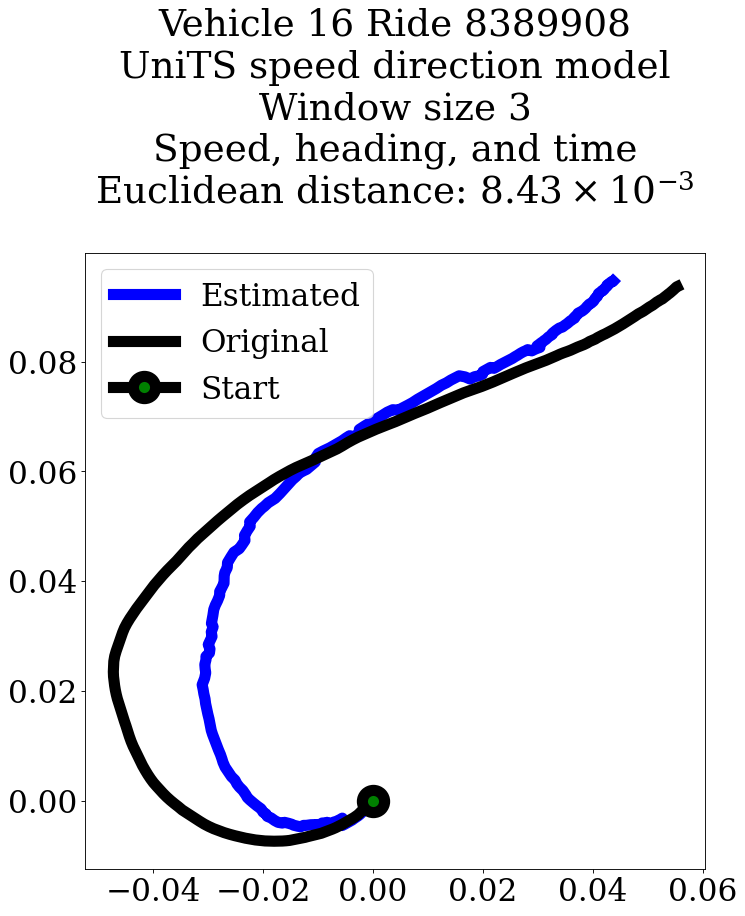 Vehicle 16 Ride 8389908
UniTS speed direction model
Window size 3
Speed, heading, and time
Euclidean distance: 8.43 × 10⁻³
Estimated
Original
Start
0.08
0.06
0.04
0.02
0.00
−0.04 −0.02 0.00 0.02 0.04 0.06